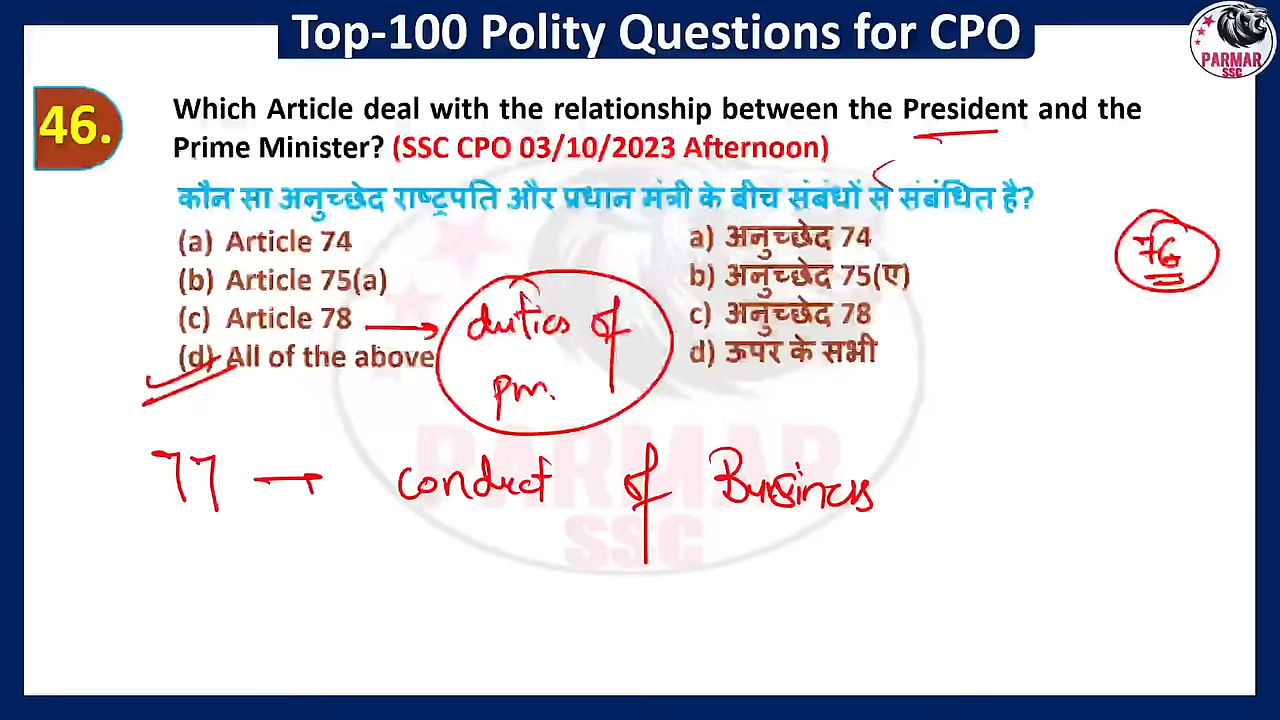 Top-100 Polity Questions for CPO
PARMAR
SSC
46.
Which Article deal with the relationship between the President and the
Prime Minister? (SSC CPO 03/10/2023 Afternoon)
कौन सा अनुच्छेद राष्ट्रपति और प्रधान मंत्री के बीच संबंधों से संबंधित है?
(a) Article 74
(b) Article 75(a)
(c) Article 78
(d) All of the above
a) अनुच्छेद 74
b) अनुच्छेद 75(ए)
c) अनुच्छेद 78
d) ऊपर के सभी
76
duties of
pm.
77 → conduct of Business
PARMAR
SSC